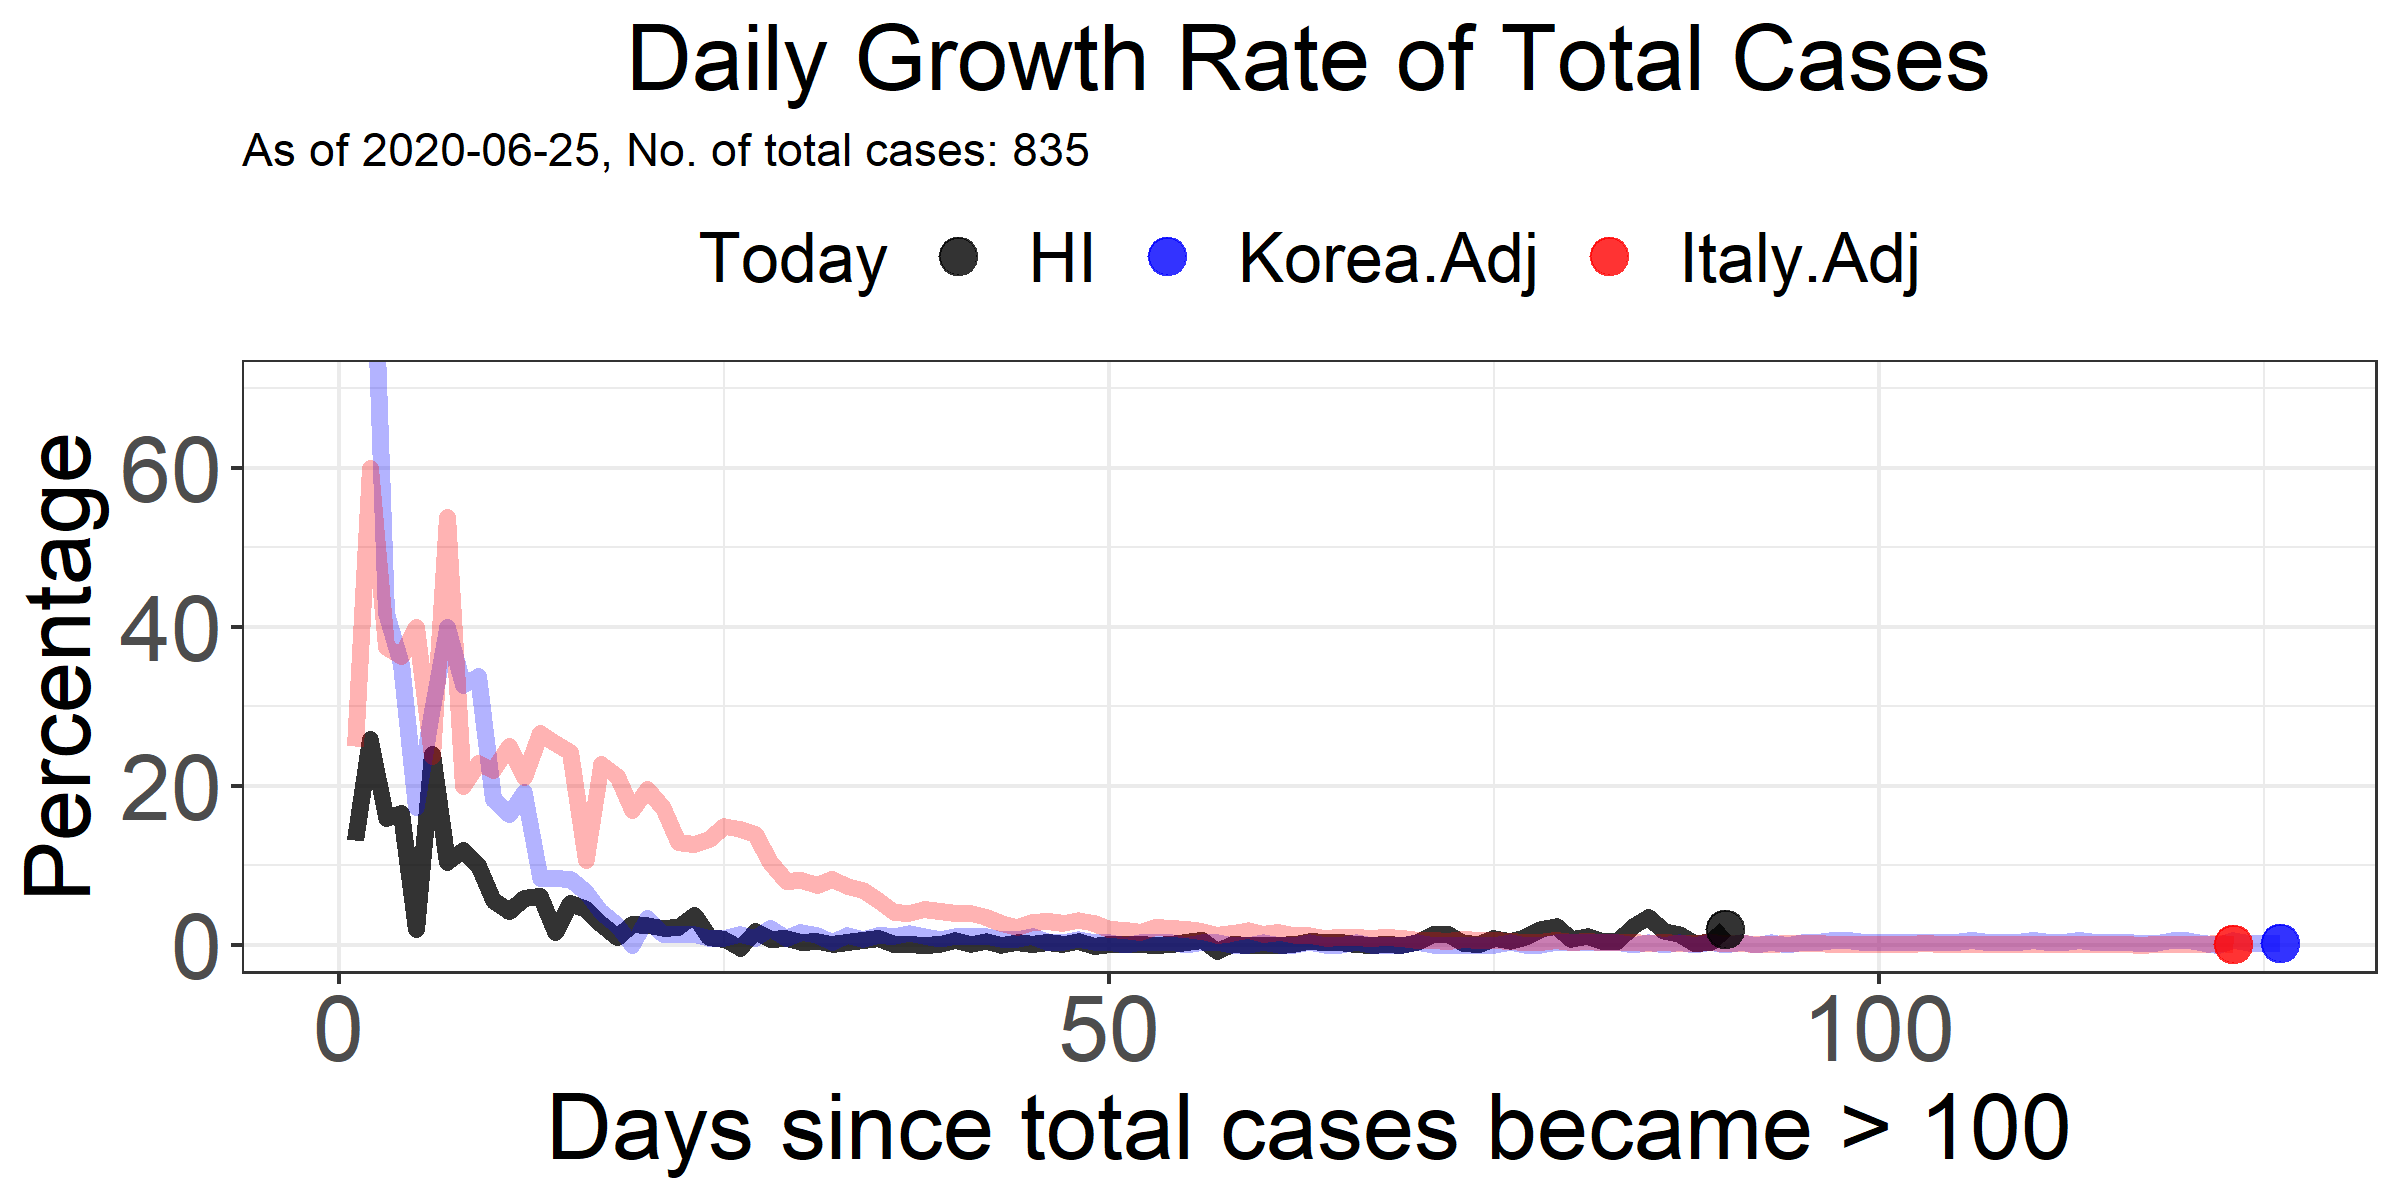 Daily Growth Rate of Total Cases
As of 2020-06-25, No. of total cases: 835
Today HI Korea.Adj Italy.Adj
Percentage
60
40
20
0
0 50 100
Days since total cases became > 100